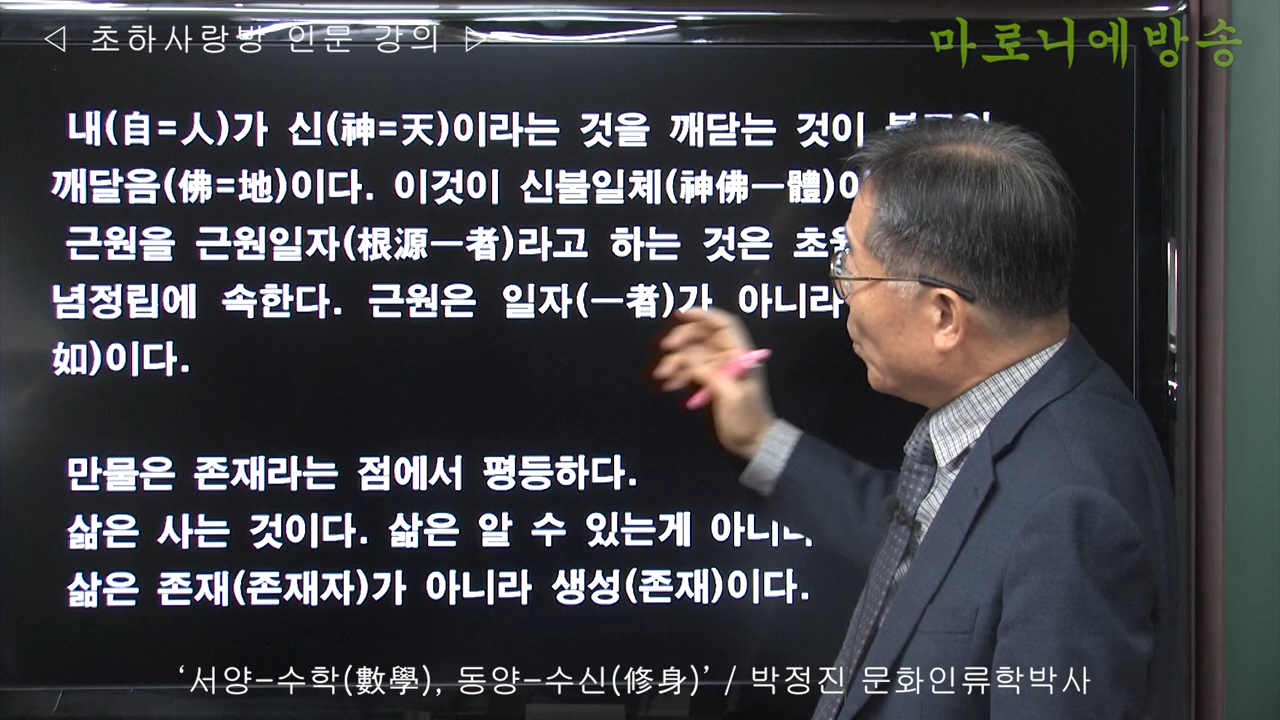 ◁ 초하사랑방 인문 강의 ▷
마로니에방송
내(自=人)가 신(神=天)이라는 것을 깨닫는 것이
깨달음(佛=地)이다. 이것이 신불일체(神佛一體)이
근원을 근원일자(根源一者)라고 하는 것은
념정립에 속한다. 근원은 일자(一者)가 아니라
如)이다.
만물은 존재라는 점에서 평등하다.
삶은 사는 것이다. 삶은 알 수 있는게 아니다.
삶은 존재(존재자)가 아니라 생성(존재)이다.
‘서양-수학(數學), 동양-수신(修身)’ / 박정진 문화인류학박사